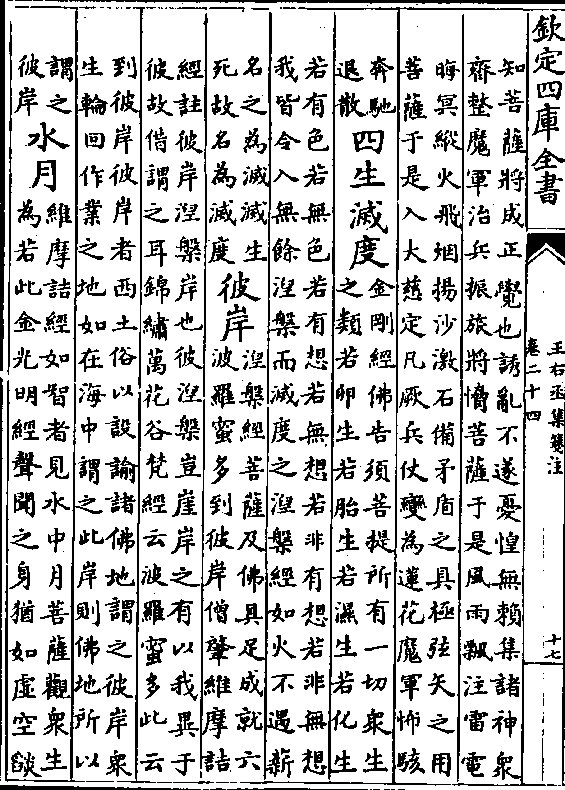 欽定四庫全書
王右丞集箋注
卷二十四
十七
知菩薩將成正覺也誘亂不遂憂惶無賴集諸神衆
齊整魔軍治兵振旅將脅菩薩于是風雨飄注雷電
晦冥縱火飛烟揚沙激石備矛盾之具極弦矢之用
菩薩于是入大慈定凡厥兵仗變為蓮花魔軍怖駭
奔馳
退散
四生滅度
金剛經佛告須菩提所有一切衆生
之類若卵生若胎生若濕生若化生
若有色若無色若有想若無想若非有想若非無想
我皆令入無餘涅槃而滅度之涅槃經如火不遇薪
名之為滅滅生
死故名為滅度
彼岸
涅槃經菩薩及佛具足成就六
波羅蜜多到彼岸僧肇維摩詰
經註彼岸涅槃岸也彼涅槃豈崖岸之有以我異于
彼故借謂之耳錦繡萬花谷梵經云波羅蜜多此云
到彼岸彼岸者西土俗以設諭諸佛地謂之彼岸衆
生輪回作業之地如在海中謂之此岸則佛地所以
謂之
彼岸
水月
維摩詰經如智者見水中月菩薩觀衆生
為若此金光明經聲聞之身猶如虚空燄